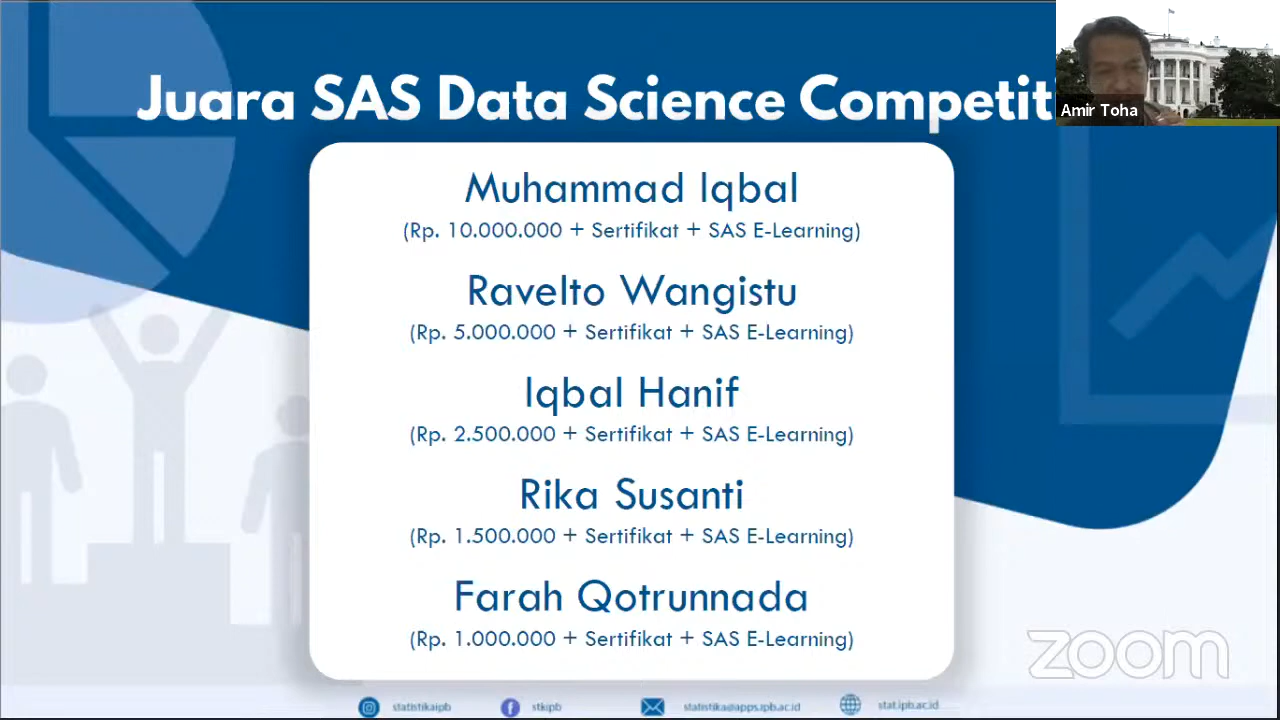 Juara SAS Data Science Competit
Amir Toha
Muhammad Iqbal
(Rp. 10.000.000 + Sertifikat + SAS E-Learning)
Ravelto Wangistu
(Rp. 5.000.000 + Sertifikat + SAS E-Learning)
Iqbal Hanif
(Rp. 2.500.000 + Sertifikat + SAS E-Learning)
Rika Susanti
(Rp. 1.500.000 + Sertifikat + SAS E-Learning)
Farah Qotrunnada
(Rp. 1.000.000 + Sertifikat + SAS E-Learning)
zoom
statistikaipb stkipb statistika@apps.ipb.ac.id stat.ipb.ac.id